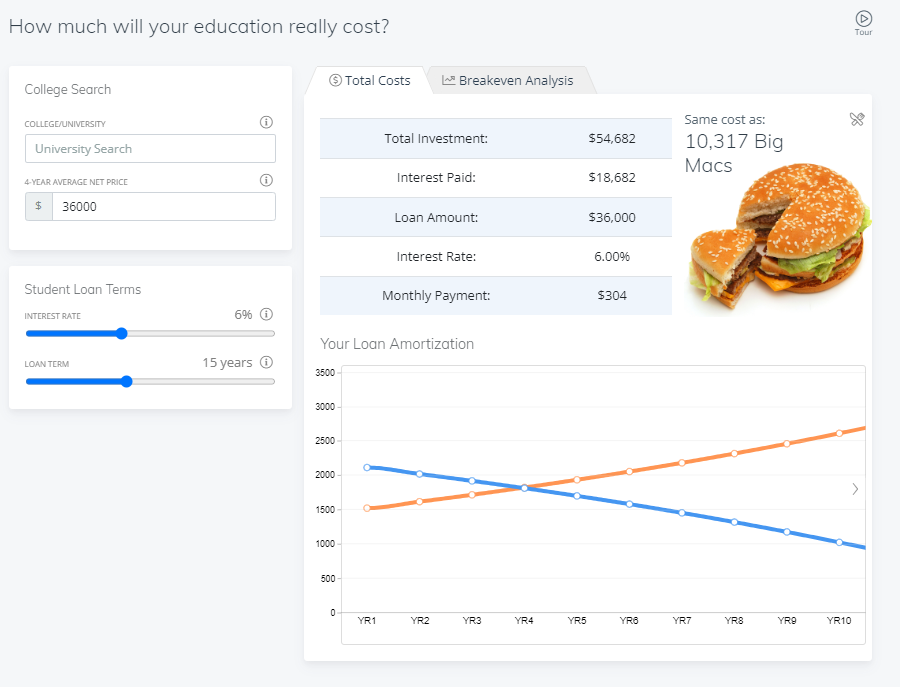 How much will your education really cost?
Tour
College Search
COLLEGE/UNIVERSITY
University Search
4-YEAR AVERAGE NET PRICE
$ 36000
Student Loan Terms
INTEREST RATE 6%
LOAN TERM 15 years
Total Costs
Breakeven Analysis
Total Investment: $54,682
Interest Paid: $18,682
Loan Amount: $36,000
Interest Rate: 6.00%
Monthly Payment: $304
Same cost as:
10,317 Big
Macs
Your Loan Amortization
3500
3000
2500
2000
1500
1000
500
0
YR1 YR2 YR3 YR4 YR5 YR6 YR7 YR8 YR9 YR10